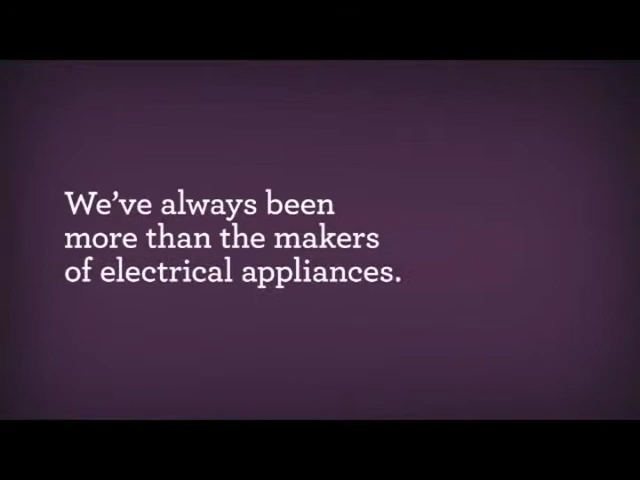 We've always been
more than the makers
of electrical appliances.